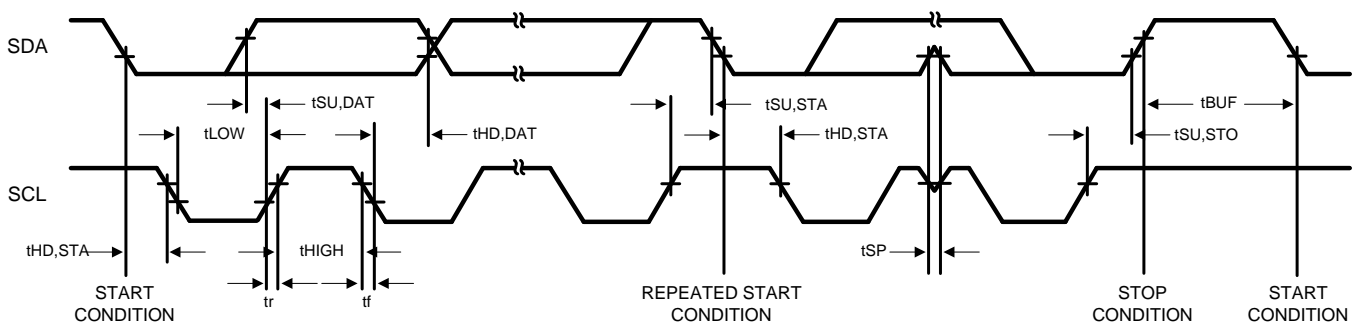 SDA
tSU,DAT
tLOW
tHD,DAT
tSU,STA
tHD,STA
tBUF
tSU,STO
SCL
tHD,STA
tHIGH
tSP
tr
tf
START
CONDITION
REPEATED START
CONDITION
STOP
CONDITION
START
CONDITION